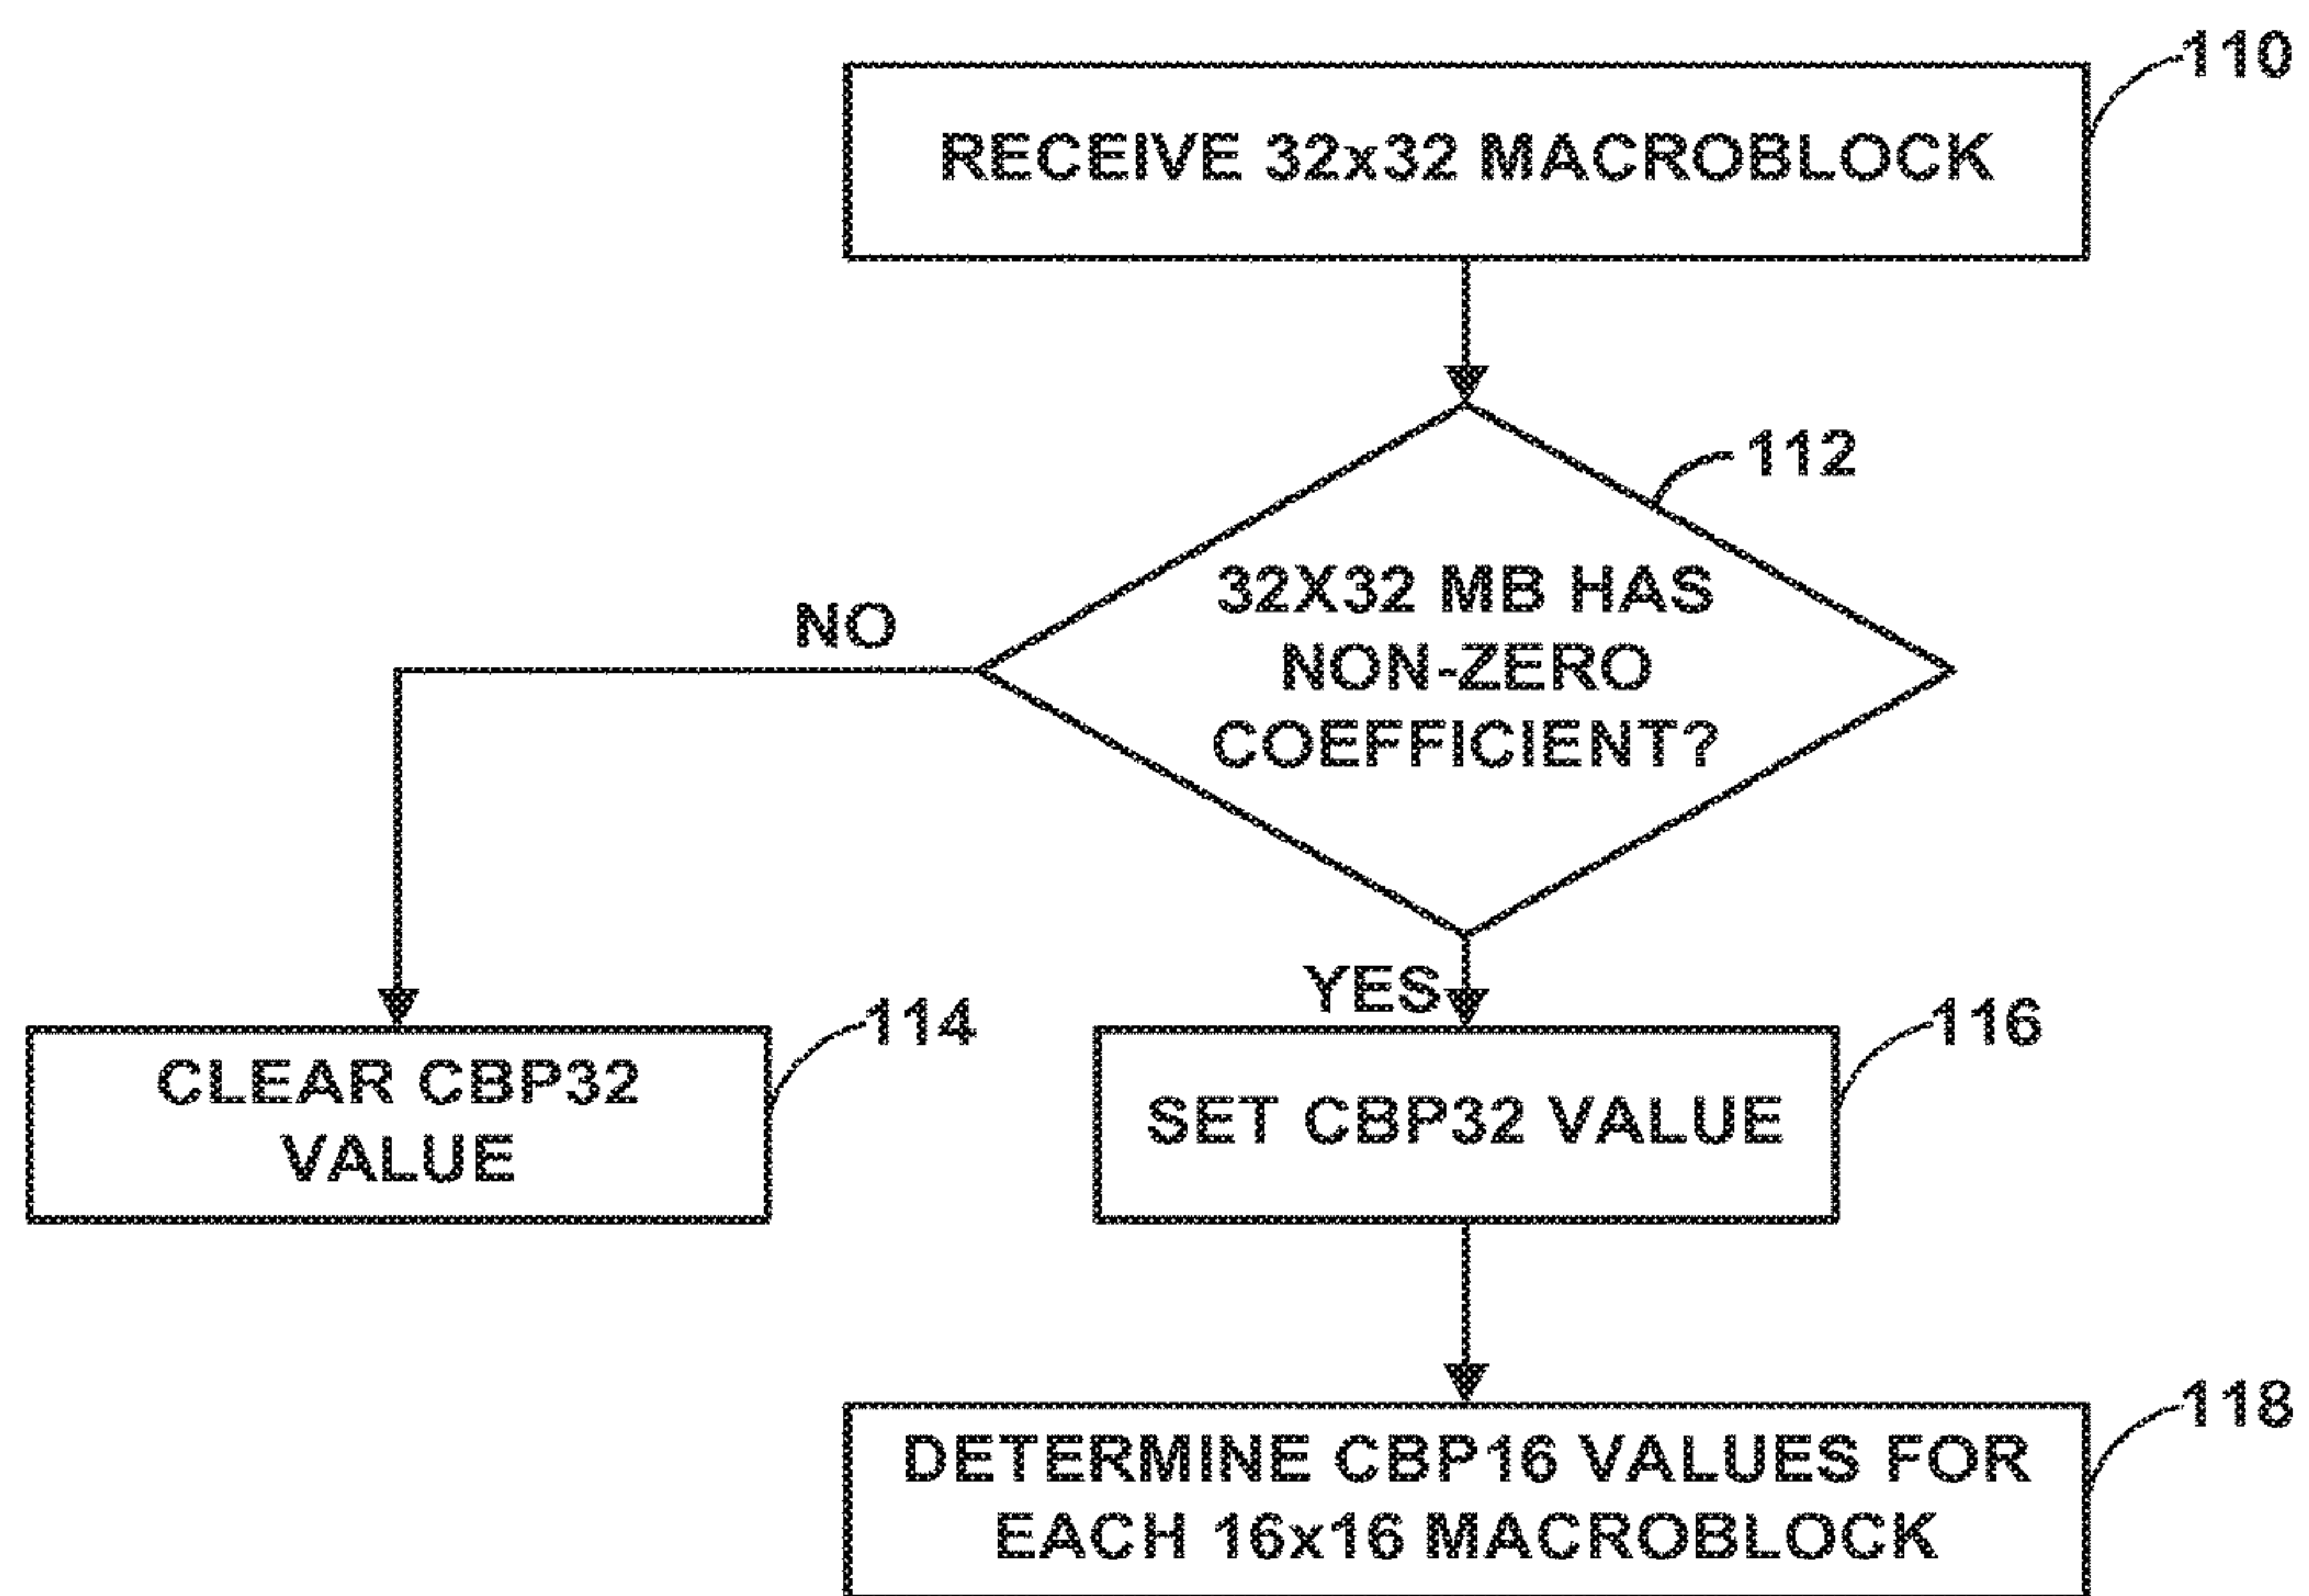 110
RECEIVE 32x32 MACROBLOCK
112
32X32 MB HAS
NON-ZERO
COEFFICIENT?
NO
YES
114
CLEAR CBP32
VALUE
116
SET CBP32 VALUE
118
DETERMINE CBP16 VALUES FOR
EACH 16x16 MACROBLOCK